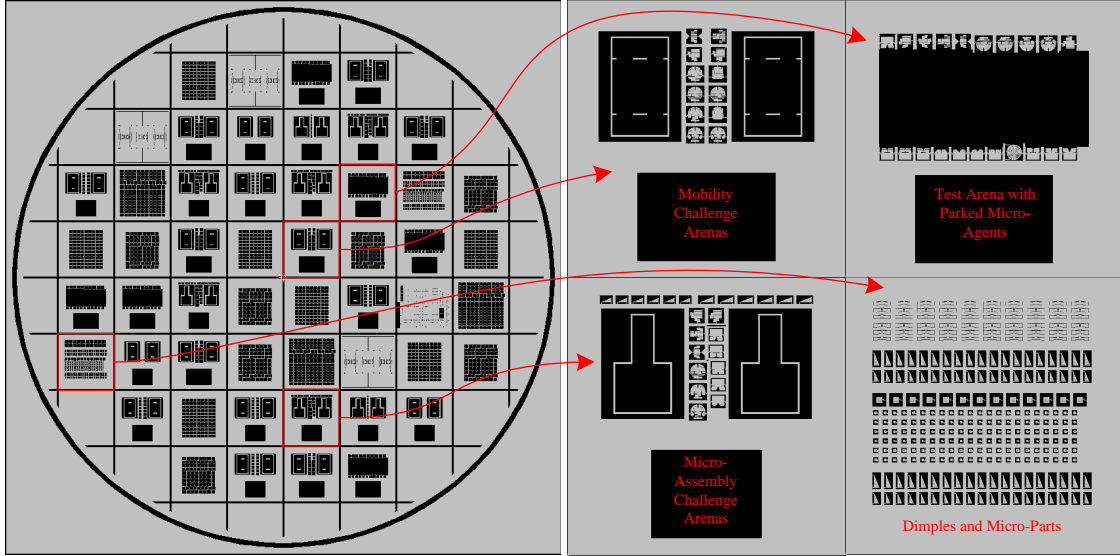 Mobility
Challenge
Arenas
Test Arena with
Parked Micro-
Agents
Micro-
Assembly
Challenge
Arenas
Dimples and Micro-Parts